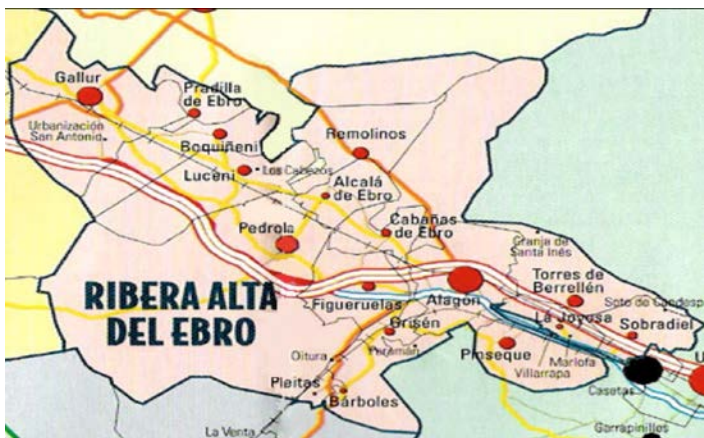 Gallur
Pradilla
de Ebro
Urbanización
San Antonio
Boquiñeni
Remolinos
Luceni
Los Cabezos
Alcalá
de Ebro
Pedrola
Cabañas
de Ebro
Granja de
Santa Inés
RIBERA ALTA
DEL EBRO
Figueruelas
Alagón
Torres de
Berrellén
Grisén
La Joyosa
Sobradiel
Oitura
Peramán
Pinseque
Marlofa
Villarrapa
Pleitas
Bárboles
Casetas
La Venta
Garrapinillos